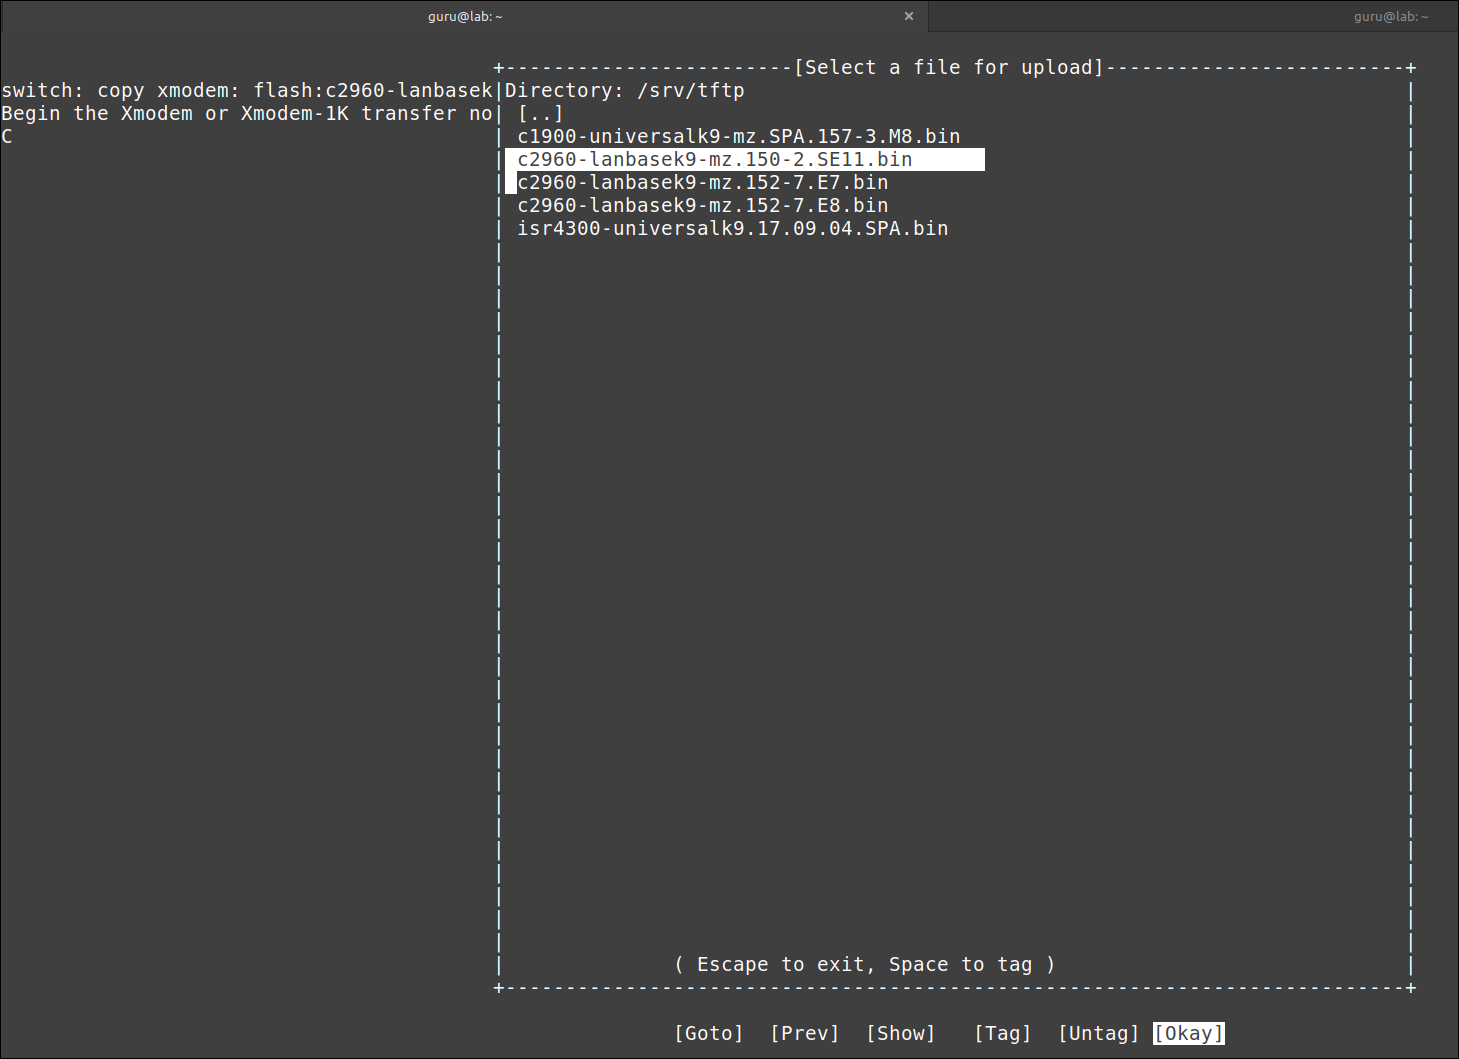 guru@lab: ~ × guru@lab: ~
+------------------------[Select a file for upload]-------------------------+
switch: copy xmodem: flash:c2960-lanbasek|Directory: /srv/tftp
Begin the Xmodem or Xmodem-1K transfer no| [..]
C | c1900-universalk9-mz.SPA.157-3.M8.bin
c2960-lanbasek9-mz.150-2.SE11.bin
c2960-lanbasek9-mz.152-7.E7.bin
c2960-lanbasek9-mz.152-7.E8.bin
isr4300-universalk9.17.09.04.SPA.bin
( Escape to exit, Space to tag )
+---------------------------------------------------------------------------+
[Goto] [Prev] [Show] [Tag] [Untag] [Okay]